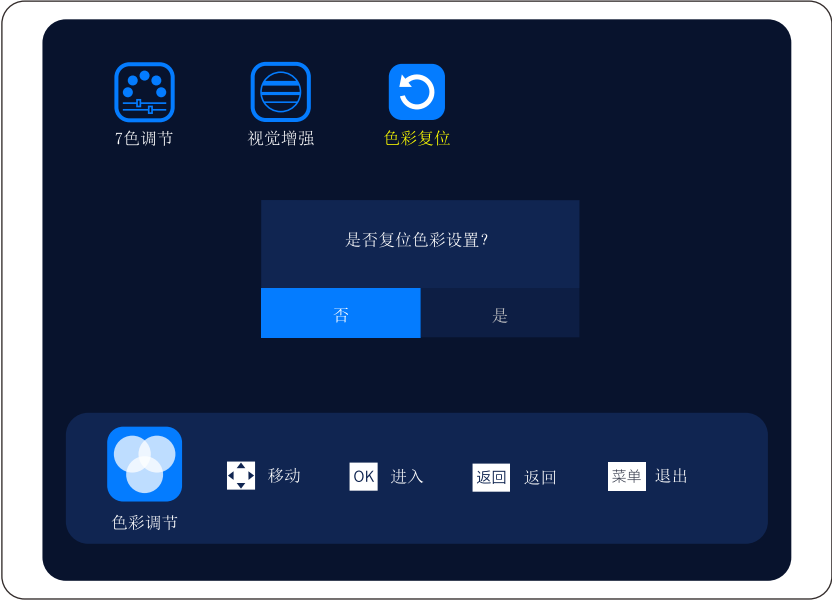 7色调节
视觉增强
色彩复位
是否复位色彩设置？
否
是
移动
OK 进入
返回 返回
菜单 退出
色彩调节